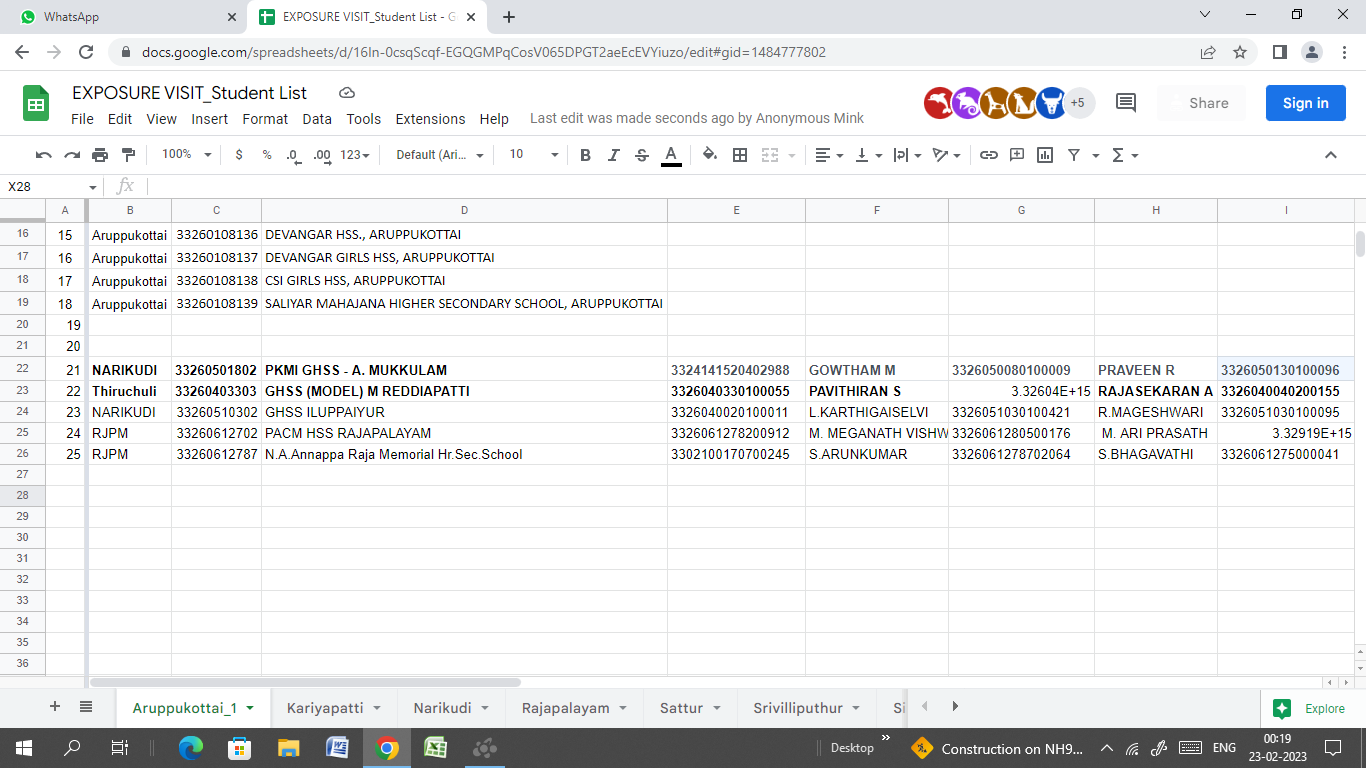 WhatsApp
EXPOSURE VISIT_Student List - G
docs.google.com/spreadsheets/d/16In-0csqScqf-EGQGMPqCosV065DPGT2aeEcEVYiuzo/edit#gid=1484777802
EXPOSURE VISIT_Student List
+5
Share
Sign in
File Edit View Insert Format Data Tools Extensions Help Last edit was made seconds ago by Anonymous Mink
100% $ % .0 .00 123 Default (Ari... 10 B I S A
X28 fx
A B C D E F G H I
16 15 Aruppukottai 33260108136 DEVANGAR HSS., ARUPPUKOTTAI
17 16 Aruppukottai 33260108137 DEVANGAR GIRLS HSS, ARUPPUKOTTAI
18 17 Aruppukottai 33260108138 CSI GIRLS HSS, ARUPPUKOTTAI
19 18 Aruppukottai 33260108139 SALIYAR MAHAJANA HIGHER SECONDARY SCHOOL, ARUPPUKOTTAI
20 19
21 20
22 21 NARIKUDI 33260501802 PKMI GHSS - A. MUKKULAM 3324141520402988 GOWTHAM M 3326050080100009 PRAVEEN R 3326050130100096
23 22 Thiruchuli 33260403303 GHSS (MODEL) M REDDIAPATTI 3326040330100055 PAVITHIRAN S 3.32604E+15 RAJASEKARAN A 3326040040200155
24 23 NARIKUDI 33260510302 GHSS ILUPPAIYUR 3326040020100011 L.KARTHIGAISELVI 3326051030100421 R.MAGESHWARI 3326051030100095
25 24 RJPM 33260612702 PACM HSS RAJAPALAYAM 3326061278200912 M. MEGANATH VISHW 3326061280500176 M. ARI PRASATH 3.32919E+15
26 25 RJPM 33260612787 N.A.Annappa Raja Memorial Hr.Sec.School 3302100170700245 S.ARUNKUMAR 3326061278702064 S.BHAGAVATHI 3326061275000041
27
28
29
30
31
32
33
34
35
36
Aruppukottai_1 Kariyapatti Narikudi Rajapalayam Sattur Srivilliputhur Si Explore
Desktop Construction on NH9... ENG 00:19
23-02-2023